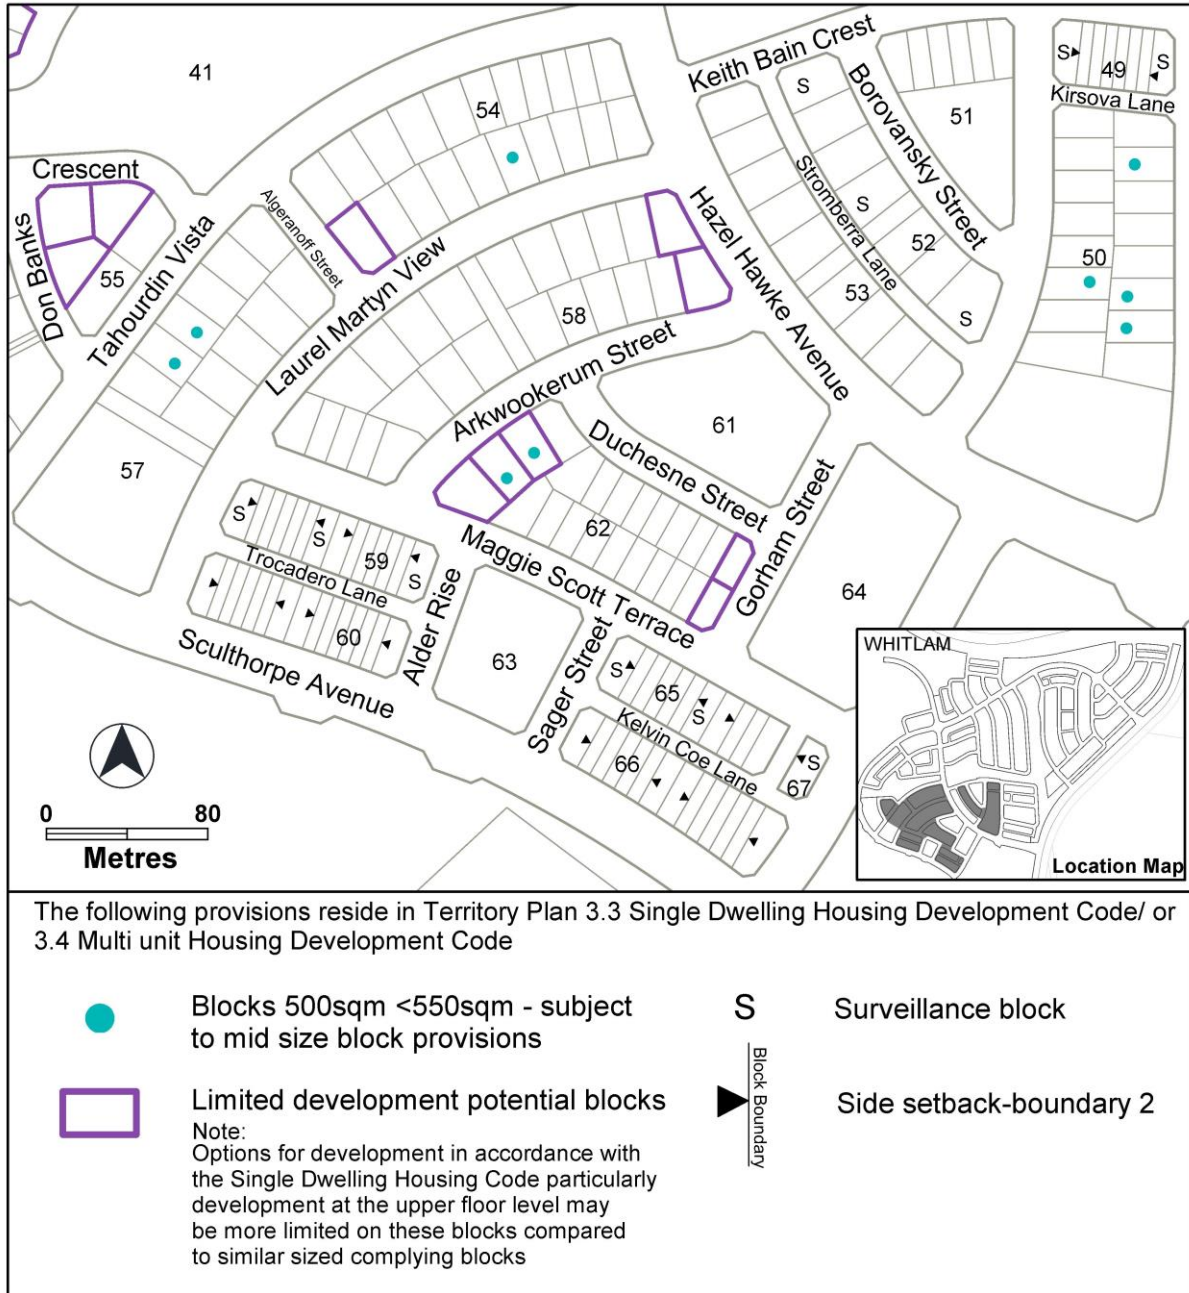 41
54
Keith Bain Crest
Borovansky Street
51
S
49
S
Kirsova Lane
Crescent
Don Banks
55
Tahourdin Vista
Algeranoff Street
Laurel Martyn View
58
Hazel Hawke Avenue
S
Stromberra Lane
S
52
53
S
50
57
Arkwookerum Street
61
Duchesne Street
62
Gorham Street
Maggie Scott Terrace
S
S
59
S
Trocadero Lane
60
Alder Rise
Sculthorpe Avenue
63
Sager Street
64
S
65
S
Kelvin Coe Lane
66
S
67
0 80
Metres
WHITLAM
Location Map
The following provisions reside in Territory Plan 3.3 Single Dwelling Housing Development Code/ or
3.4 Multi unit Housing Development Code
Blocks 500sqm <550sqm - subject
to mid size block provisions
Limited development potential blocks
Note:
Options for development in accordance with
the Single Dwelling Housing Code particularly
development at the upper floor level may
be more limited on these blocks compared
to similar sized complying blocks
S Surveillance block
Block Boundary
Side setback-boundary 2